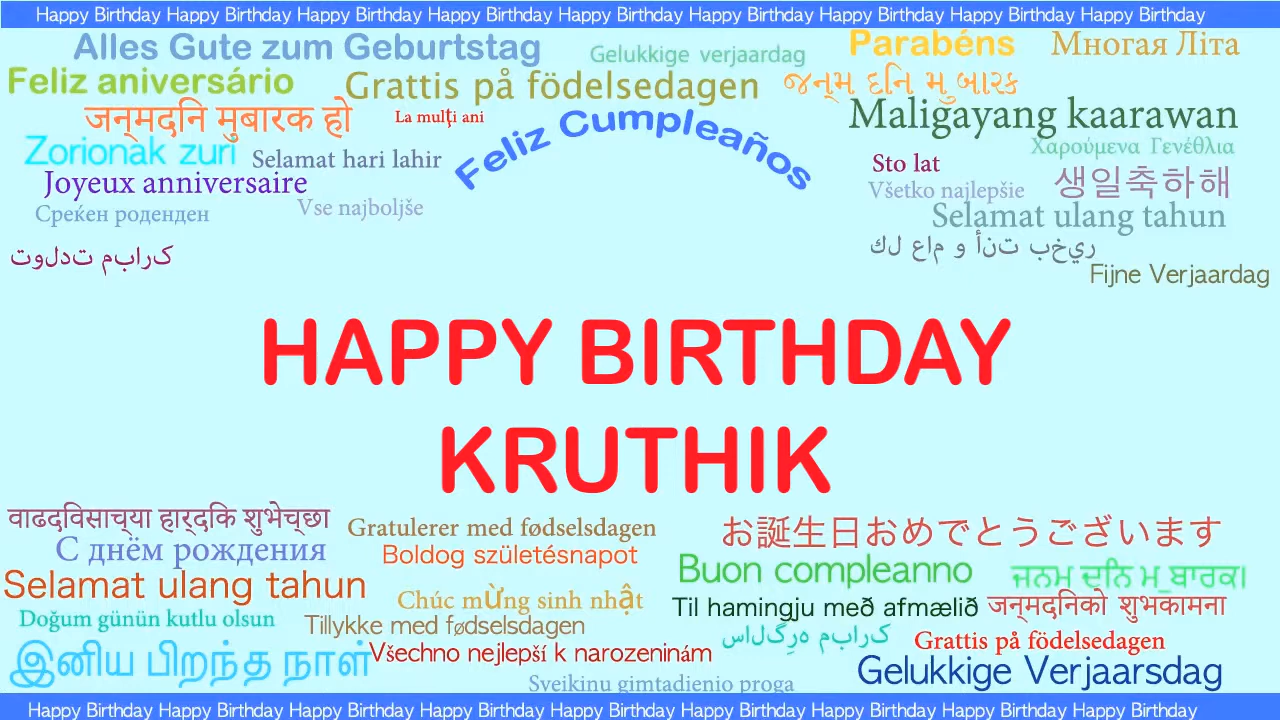 Happy Birthday Happy Birthday Happy Birthday Happy Birthday Happy Birthday Happy Birthday Happy Birthday Happy Birthday Happy Birthday
Alles Gute zum Geburtstag
Gelukkige verjaardag
Parabéns
Многая Літа
Feliz aniversário
Grattis på födelsedagen
જન્મ દિન મુબારક
जन्मदिन मुबारक हो
La mulţi ani
Feliz Cumpleaños
Maligayang kaarawan
Zorionak zuri
Selamat hari lahir
Χαρούμενα Γενέθλια
Sto lat
Joyeux anniversaire
Všetko najlepšie
생일축하해
Среќен роденден
Vse najboljše
Selamat ulang tahun
تولدت مبارک
كل عام و أنت بخير
Fijne Verjaardag
HAPPY BIRTHDAY
KRUTHIK
वाढदिवसाच्या हार्दिक शुभेच्छा
Gratulerer med fødselsdagen
お誕生日おめでとうございます
С днём рождения
Boldog születésnapot
Buon compleanno
ਜਨਮ ਦਿਨ ਮੁਬਾਰਕ।
Selamat ulang tahun
Chúc mừng sinh nhật
Til hamingju með afmælið
जन्मदिनको शुभकामना
Doğum günün kutlu olsun
Tillykke med fødselsdagen
سالگرہ مبارک
Grattis på födelsedagen
இனிய பிறந்த நாள்
Všechno nejlepší k narozeninám
Gelukkige Verjaarsdag
Sveikinu gimtadienio proga
Happy Birthday Happy Birthday Happy Birthday Happy Birthday Happy Birthday Happy Birthday Happy Birthday Happy Birthday Happy Birthday